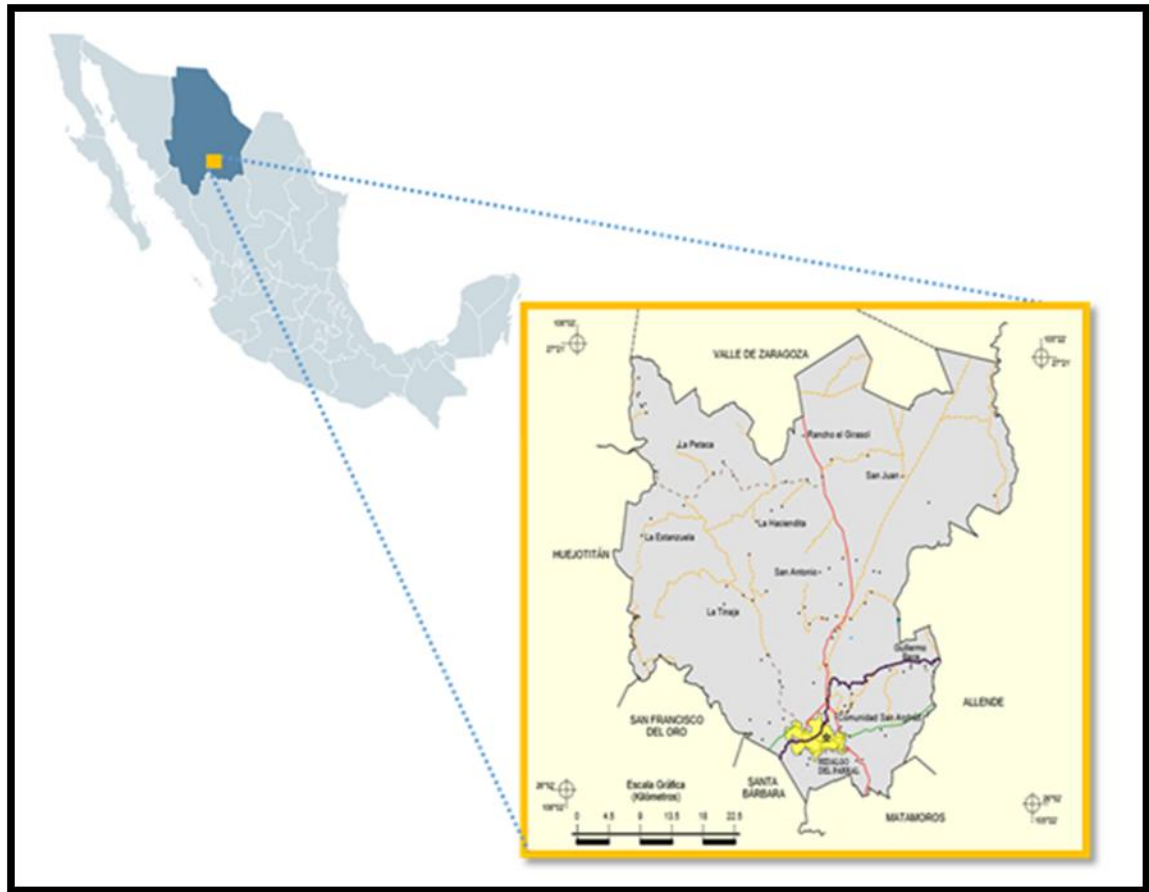 VALLE DE ZARAGOZA
Rancho el Girasol
La Petaca
San Juan
La Haciendita
La Estanzuela
HUEJOTITÁN
San Antonio
La Tinaja
Guillermo
Baca
ALLENDE
SAN FRANCISCO
DEL ORO
Comunidad San Andrés
HIDALGO
DEL PARRAL
SANTA
BÁRBARA
Escala Gráfica
(Kilómetros)
0 4.5 9 13.5 18 22.5
MATAMOROS